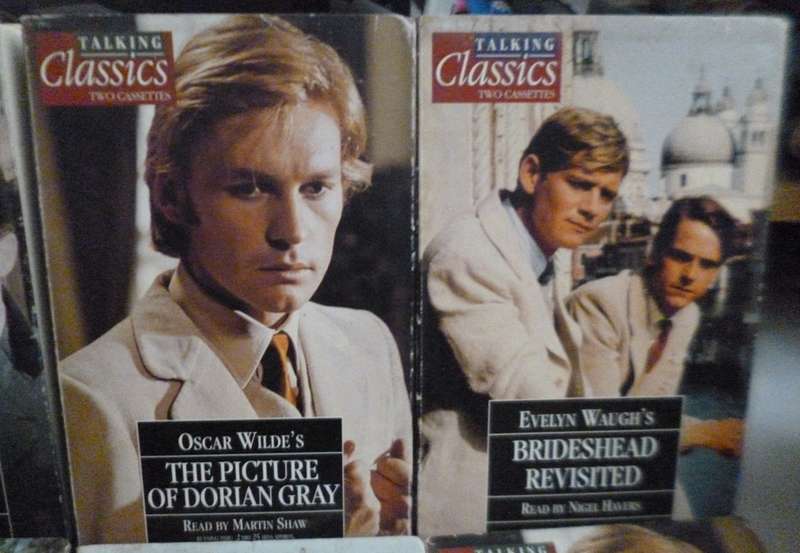 TALKING
Classics
TWO CASSETTES
OSCAR WILDE'S
THE PICTURE
OF DORIAN GRAY
READ BY MARTIN SHAW
TALKING
Classics
TWO CASSETTES
EVELYN WAUGH'S
BRIDESHEAD
REVISITED
READ BY NIGEL HAVERS
TALKING